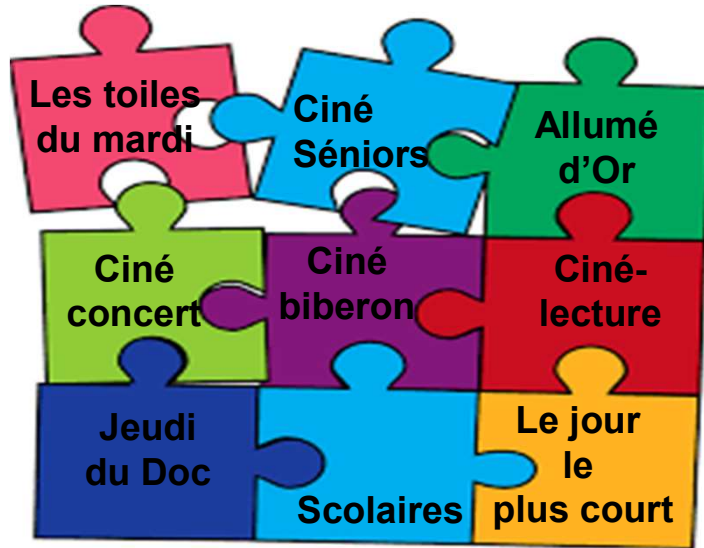 Les toiles
du mardi
Ciné
Séniors
Allumé
d’Or
Ciné
concert
Ciné
biberon
Ciné-
lecture
Jeudi
du Doc
Scolaires
Le jour
le
plus court